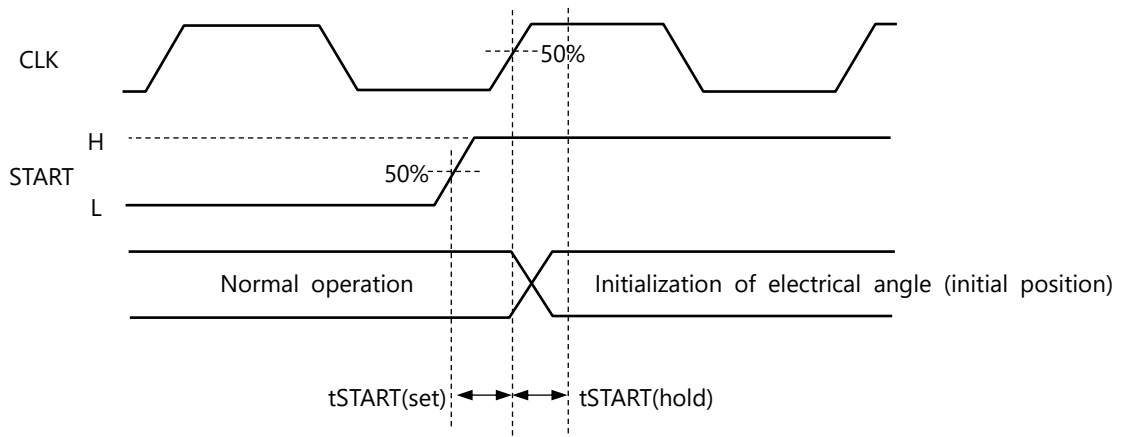 CLK
50%
H
START
50%
L
Normal operation
Initialization of electrical angle (initial position)
tSTART(set)
tSTART(hold)